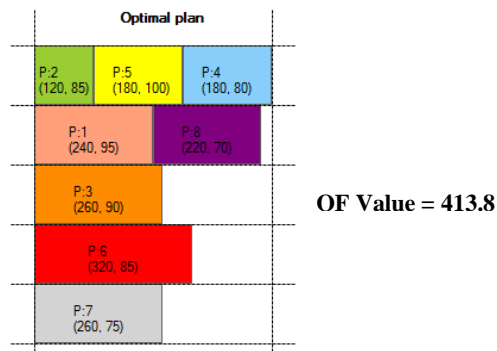 Optimal plan
P:2
(120, 85)
P:5
(180, 100)
P:4
(180, 80)
P:1
(240, 95)
P:8
(220, 70)
P:3
(260, 90)
OF Value = 413.8
P:6
(320, 85)
P:7
(260, 75)